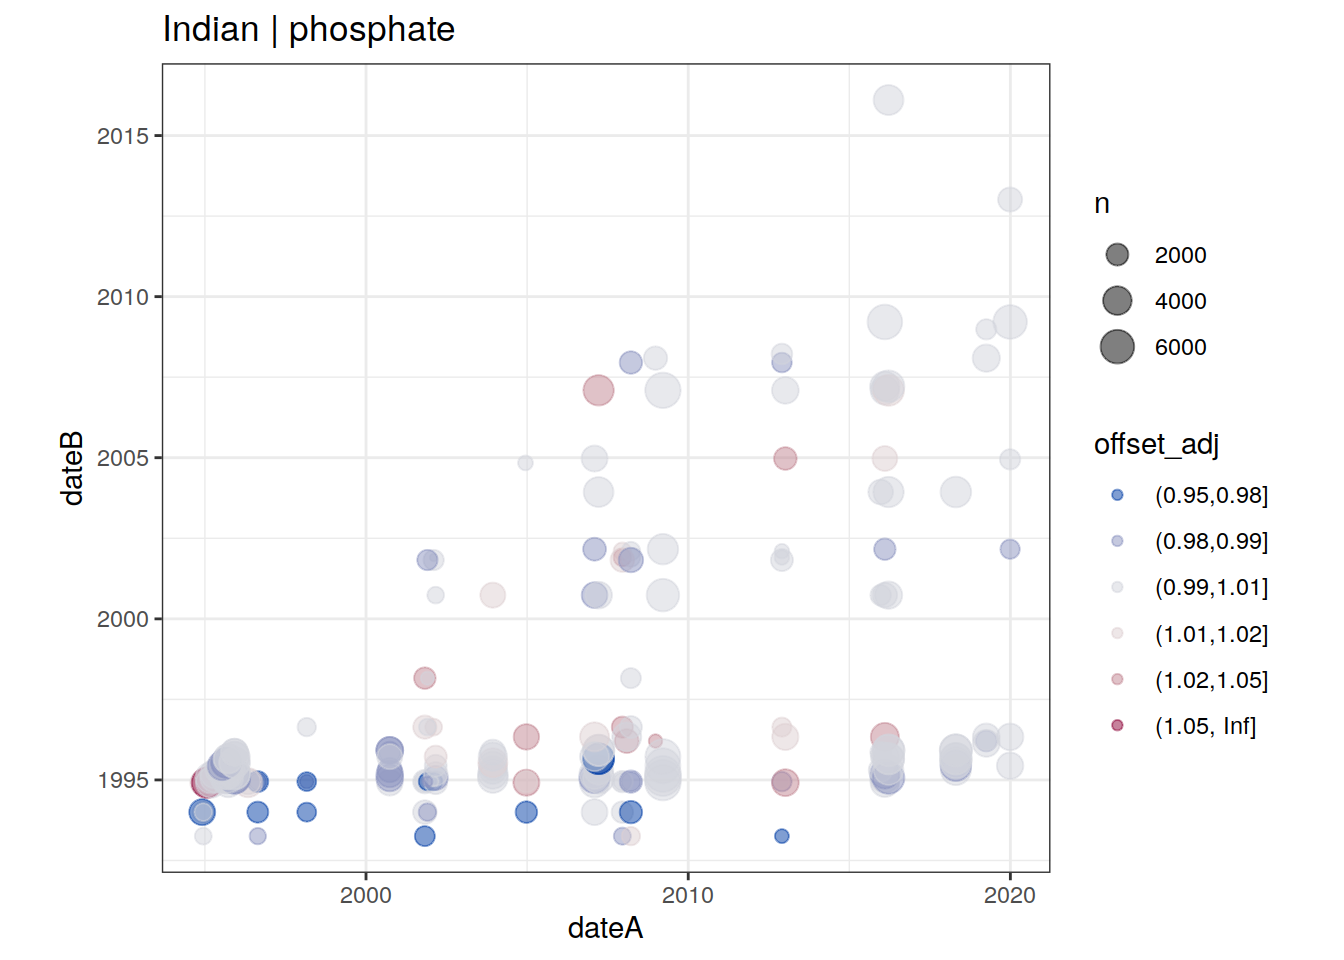 Indian | phosphate
2015
2010
2005
2000
1995
dateB
2000
2010
2020
dateA
n
2000
4000
6000
offset_adj
(0.95,0.98]
(0.98,0.99]
(0.99,1.01]
(1.01,1.02]
(1.02,1.05]
(1.05, Inf]